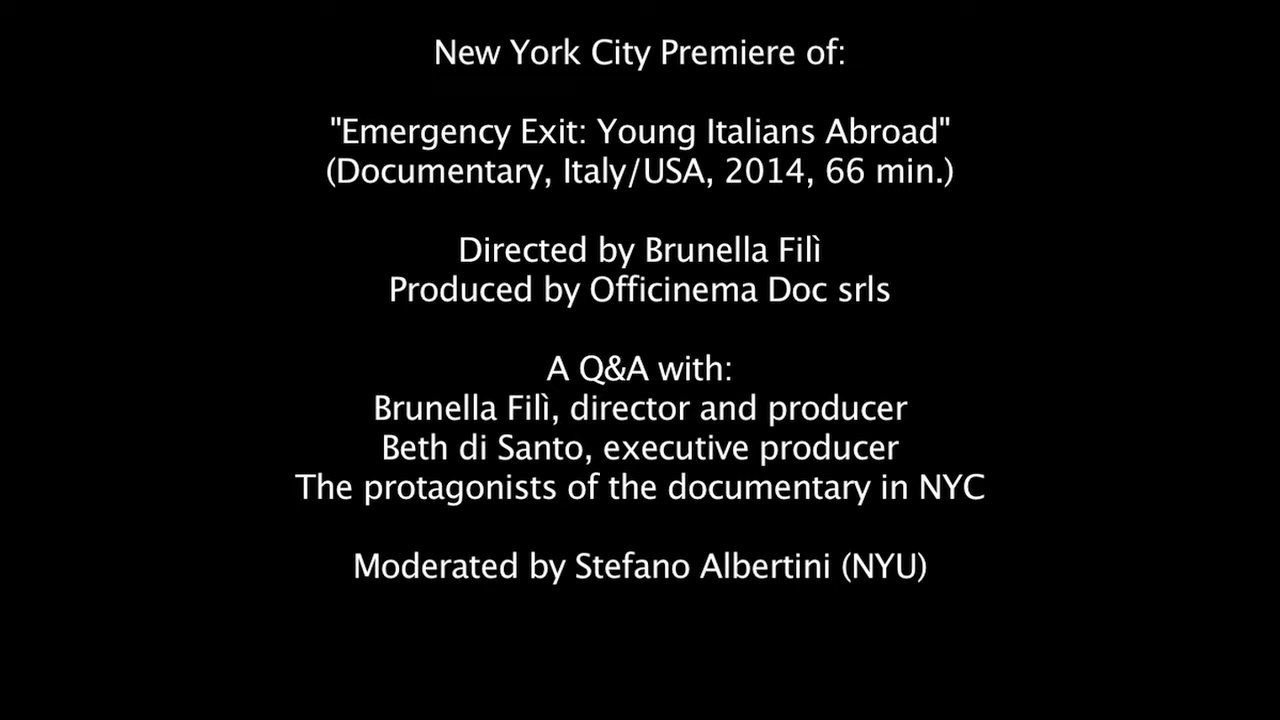 New York City Premiere of:
"Emergency Exit: Young Italians Abroad"
(Documentary, Italy/USA, 2014, 66 min.)
Directed by Brunella Filì
Produced by Officinema Doc srls
A Q&A with:
Brunella Filì, director and producer
Beth di Santo, executive producer
The protagonists of the documentary in NYC
Moderated by Stefano Albertini (NYU)